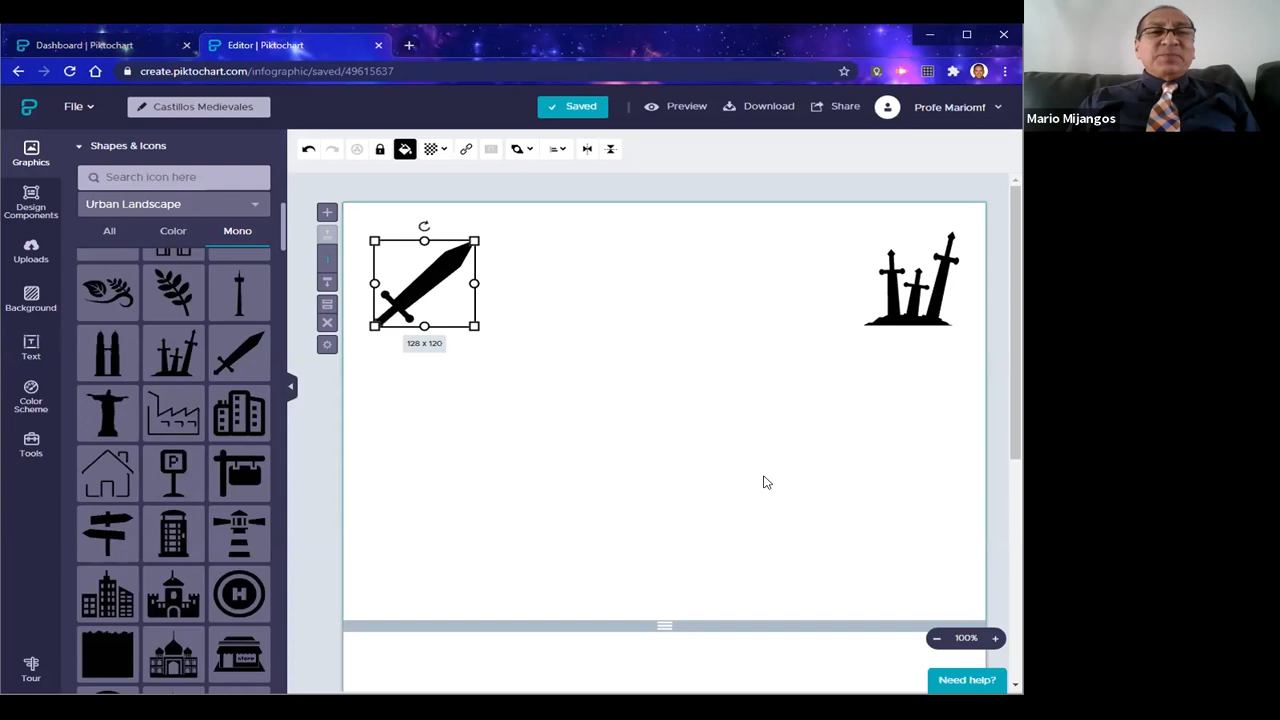 Dashboard | Piktochart
Editor | Piktochart
create.piktochart.com/infographic/saved/49615637
File
Castillos Medievales
Saved
Preview
Download
Share
Profe Mariomf
Mario Mijangos
Graphics
Design
Components
Uploads
Background
Text
Color
Scheme
Tools
Tour
Shapes & Icons
Search icon here
Urban Landscape
All
Color
Mono
P
H
store
128 x 120
100%
Need help?